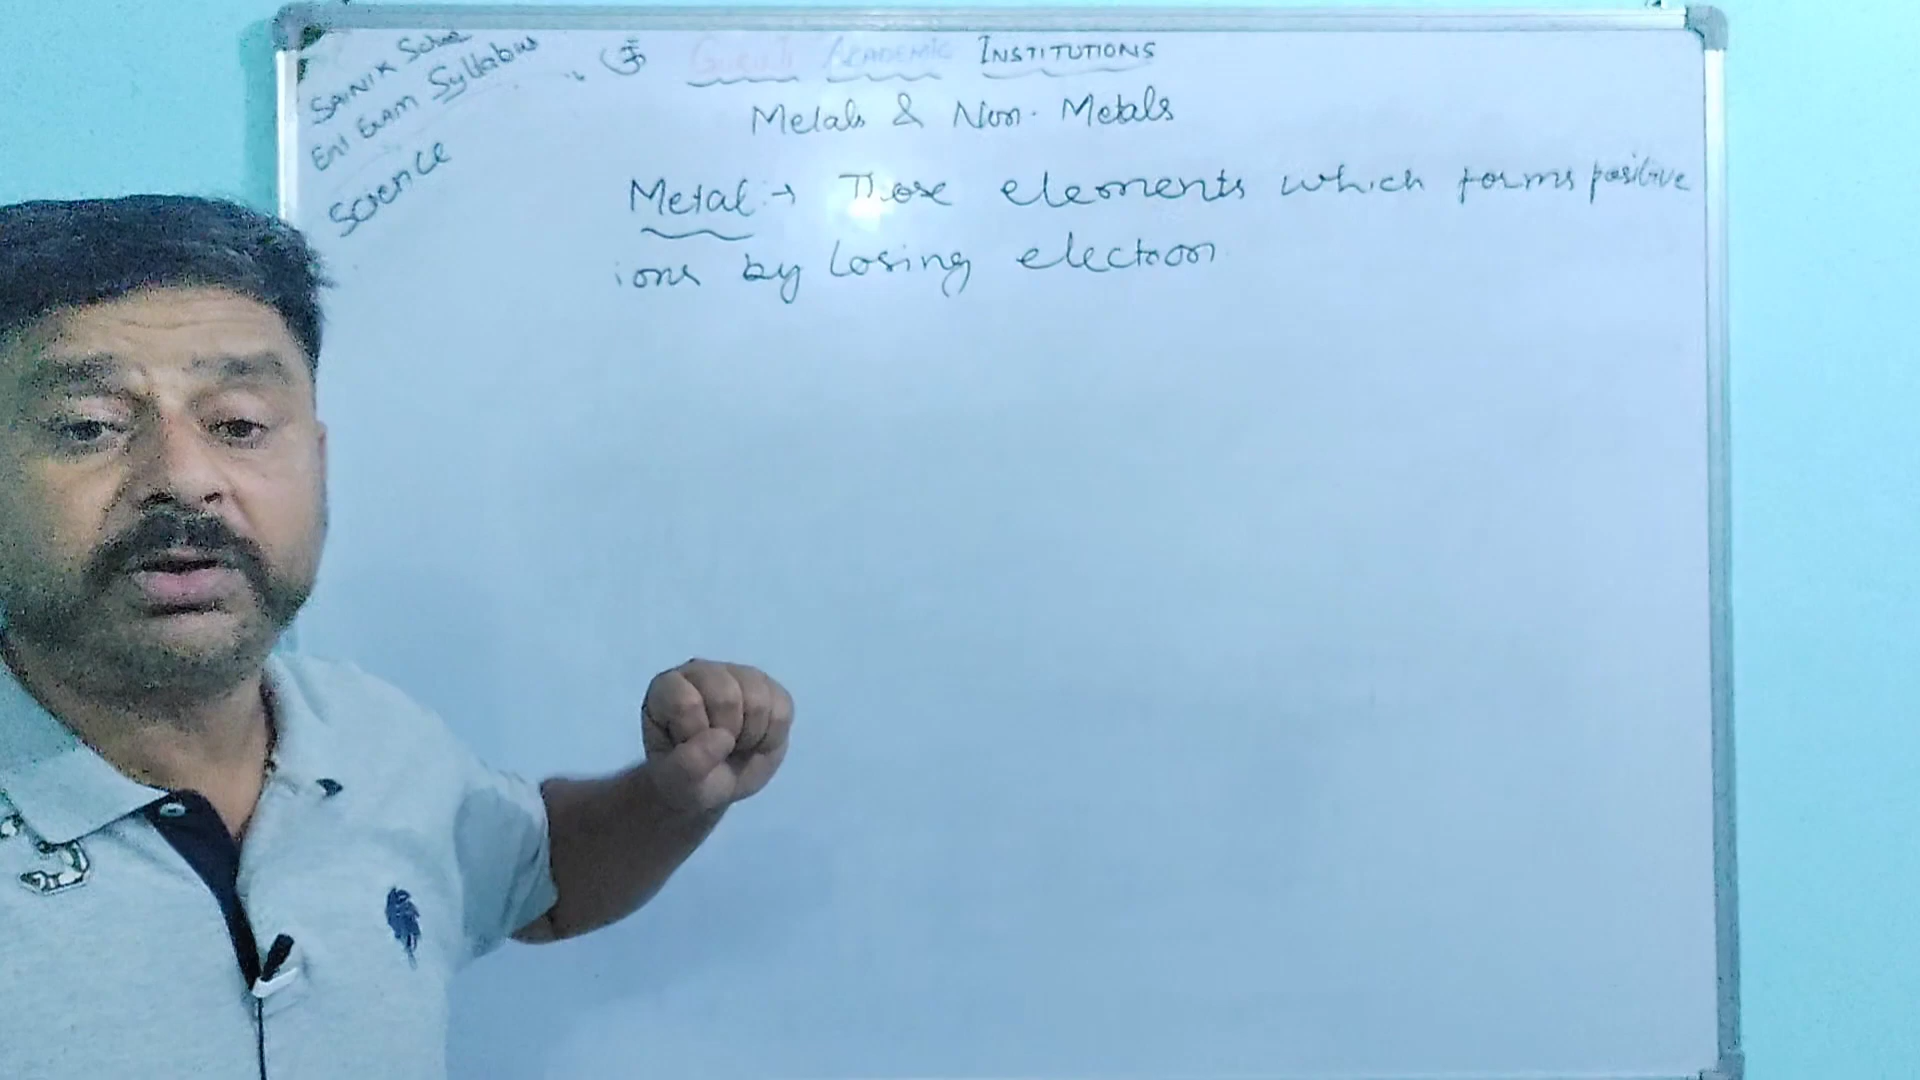 SAINIK School
Ent Exam Syllabus
Science
ॐ
ACADEMIC INSTITUTIONS
Metals & Non-Metals
Metal:→ Those elements which forms positive
ions by losing electron